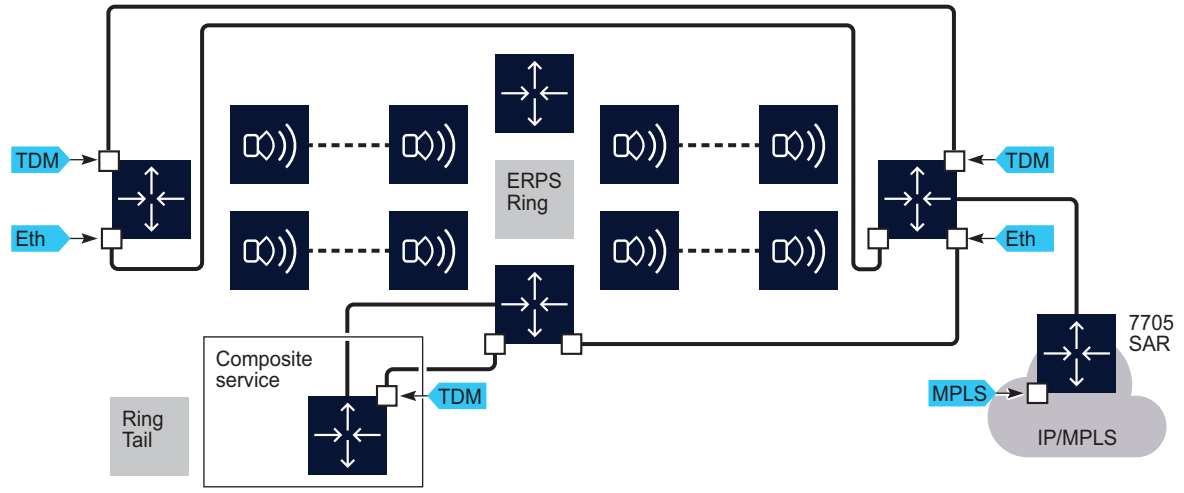 TDM
TDM
ERPS
Ring
Eth
Eth
7705
SAR
Composite
service
TDM
MPLS
Ring
Tail
IP/MPLS